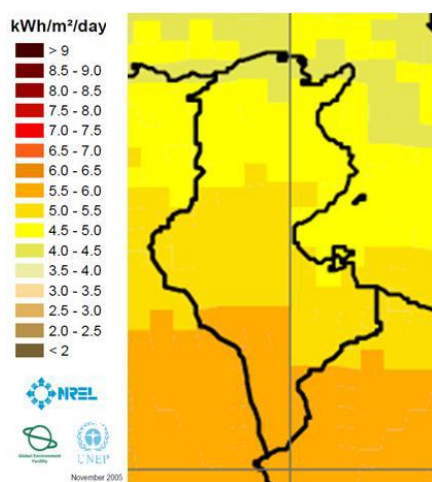 kWh/m²/day
> 9
8.5 - 9.0
8.0 - 8.5
7.5 - 8.0
7.0 - 7.5
6.5 - 7.0
6.0 - 6.5
5.5 - 6.0
5.0 - 5.5
4.5 - 5.0
4.0 - 4.5
3.5 - 4.0
3.0 - 3.5
2.5 - 3.0
2.0 - 2.5
< 2
NREL
Global Environment
Facility
UNEP
November 2005